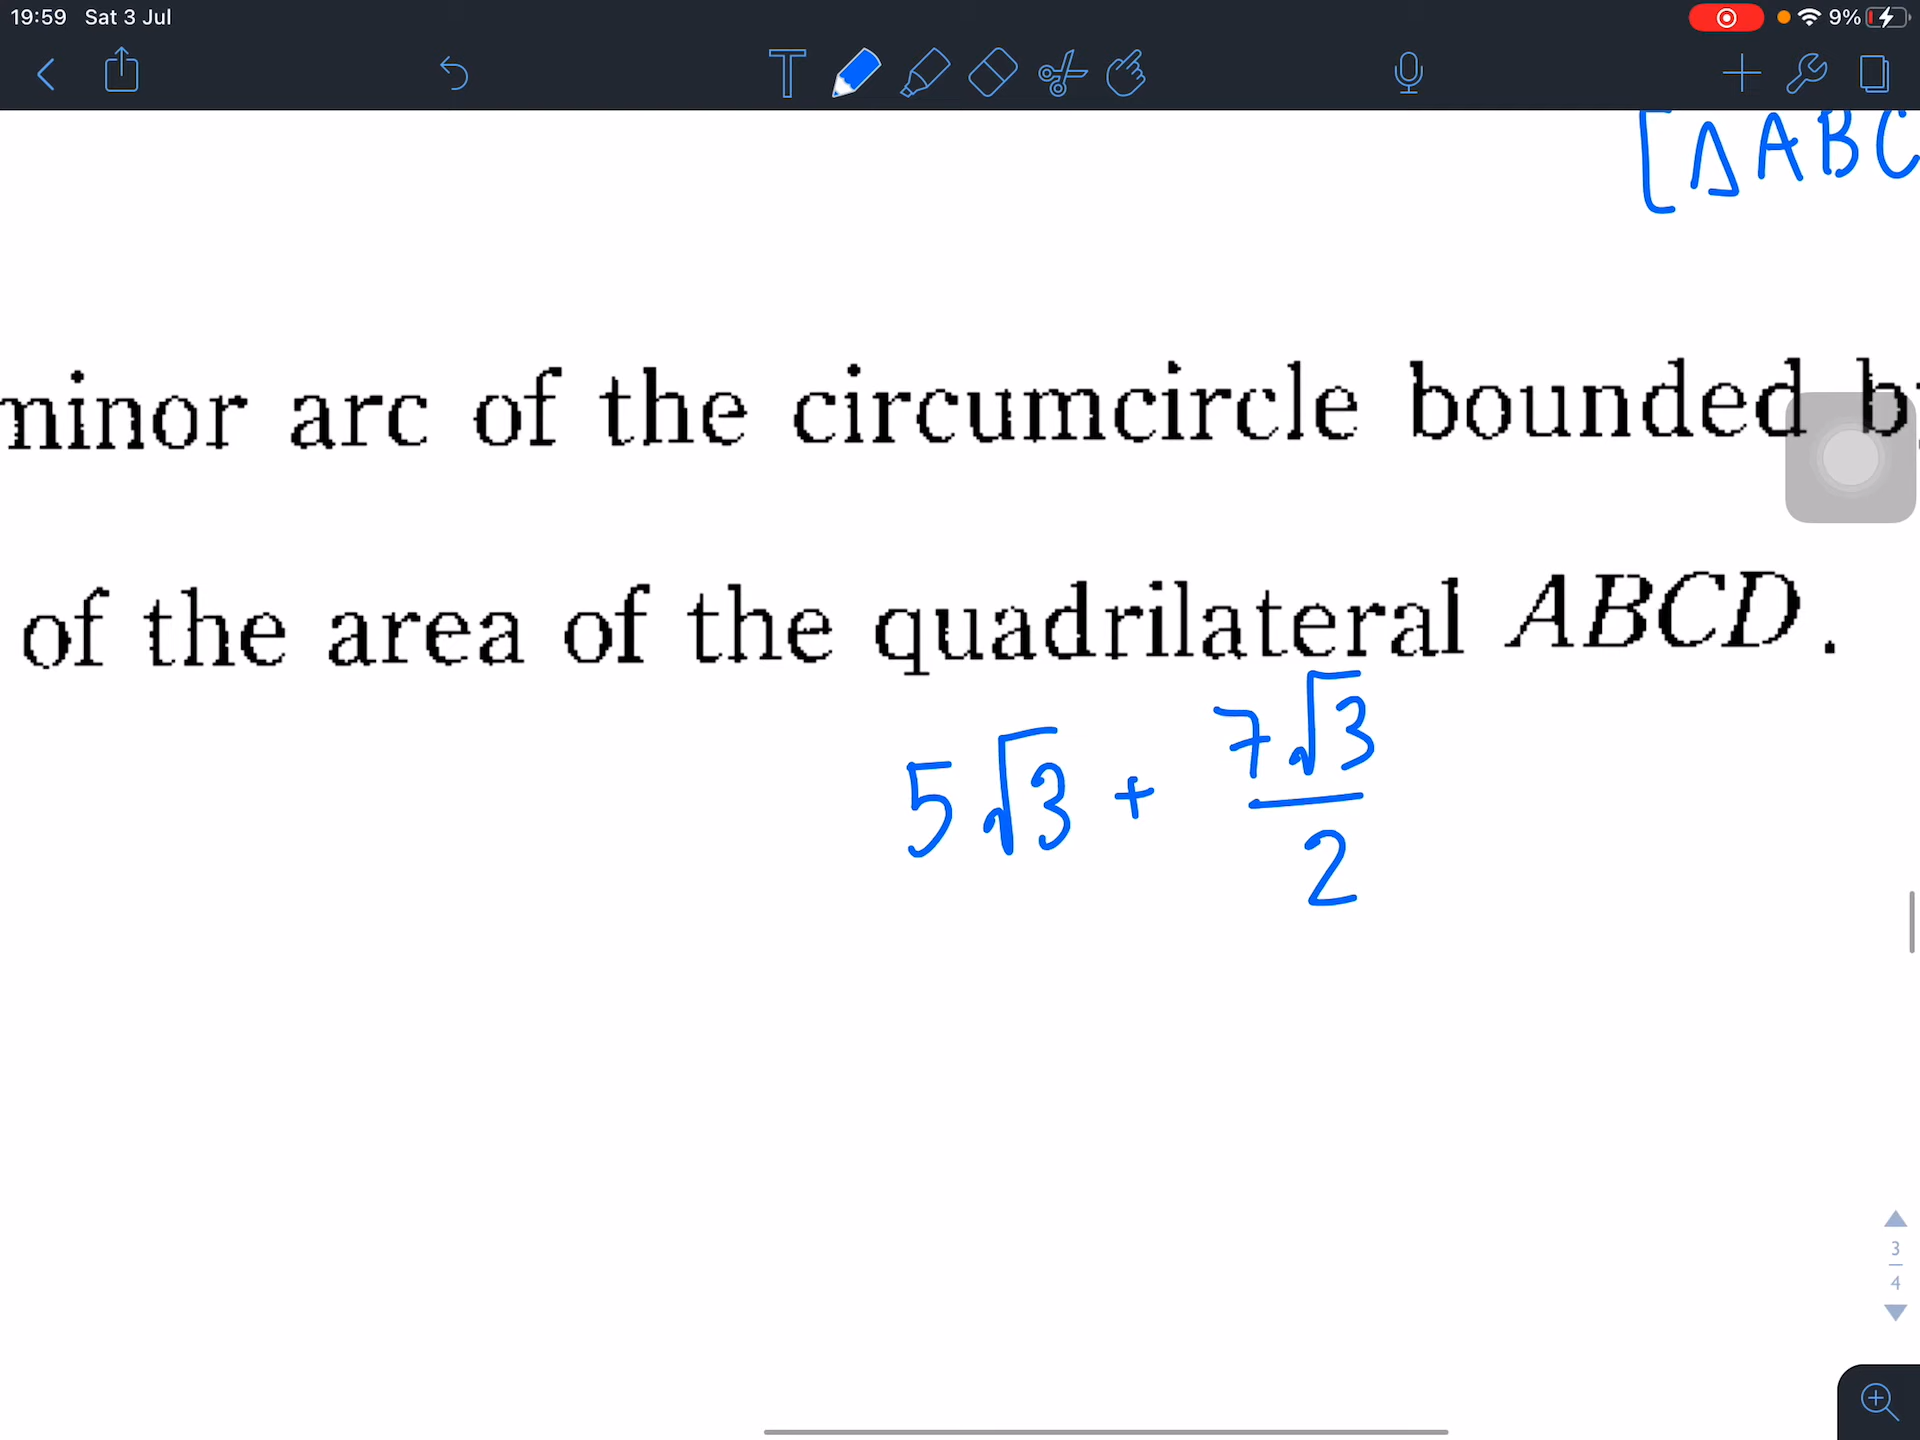 19:59 Sat 3 Jul 9%
T
[△ABC
minor arc of the circumcircle bounded
of the area of the quadrilateral ABCD.
5√3 + 7√3/2
3
4